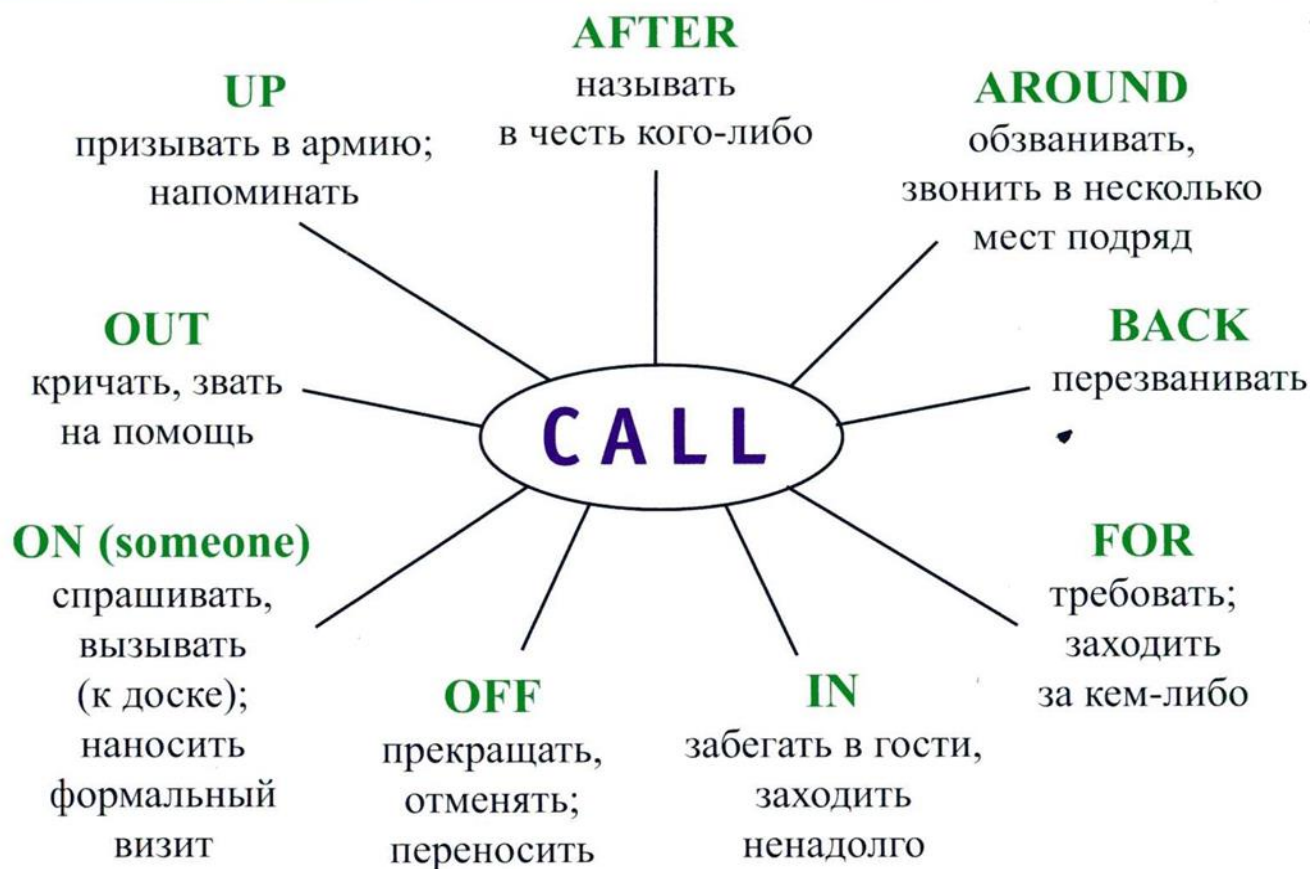 AFTER
называть
в честь кого-либо
UP
призывать в армию;
напоминать
AROUND
обзванивать,
звонить в несколько
мест подряд
OUT
кричать, звать
на помощь
BACK
перезванивать
CALL
ON (someone)
спрашивать,
вызывать
(к доске);
наносить
формальный
визит
OFF
прекращать,
отменять;
переносить
IN
забегать в гости,
заходить
ненадолго
FOR
требовать;
заходить
за кем-либо